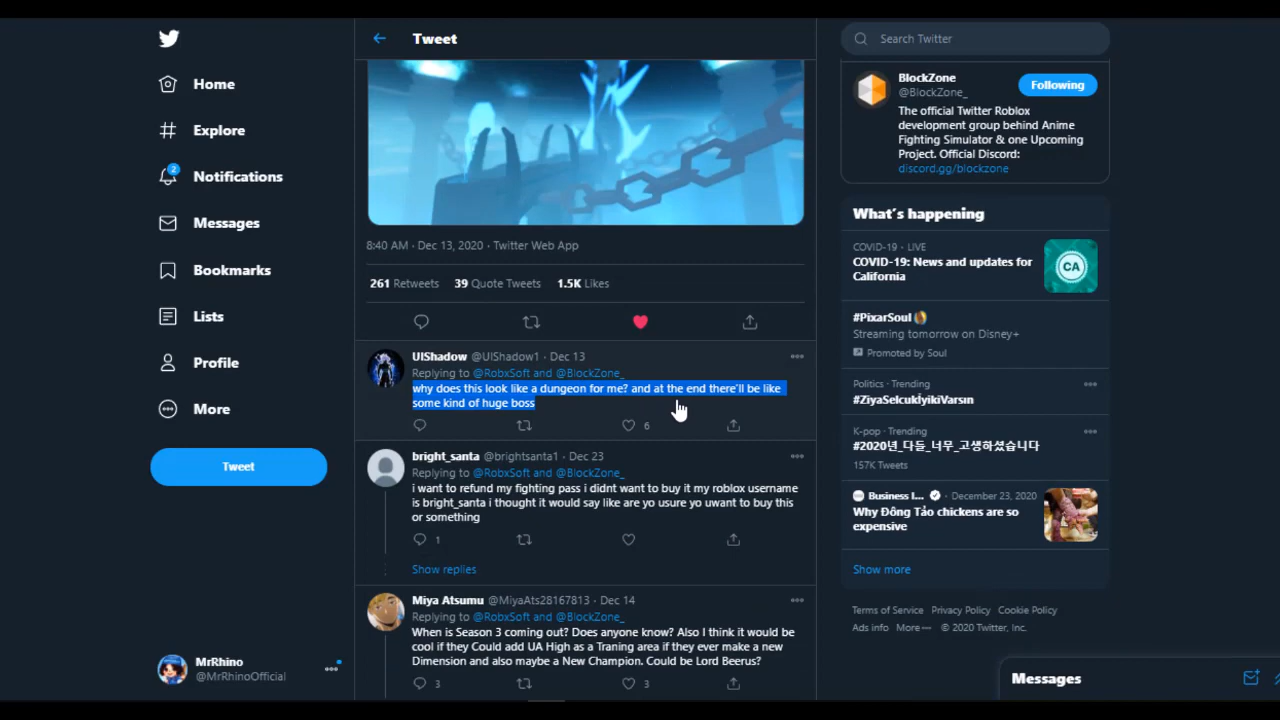 Home
Explore
2
Notifications
Messages
Bookmarks
Lists
Profile
More
Tweet
MrRhino
@MrRhinoOfficial
Tweet
8:40 AM · Dec 13, 2020 · Twitter Web App
261 Retweets 39 Quote Tweets 1.5K Likes
UIShadow @UIShadow1 · Dec 13
Replying to @RobxSoft and @BlockZone_
why does this look like a dungeon for me? and at the end there'll be like
some kind of huge boss
6
bright_santa @brightsanta1 · Dec 23
Replying to @RobxSoft and @BlockZone_
i want to refund my fighting pass i didnt want to buy it my roblox username
is bright_santa i thought it would say like are yo usure yo uwant to buy this
or something
1
Show replies
Miya Atsumu @MiyaAts28167813 · Dec 14
Replying to @RobxSoft and @BlockZone_
When is Season 3 coming out? Does anyone know? Also I think it would be
cool if they Could add UA High as a Traning area if they ever make a new
Dimension and also maybe a New Champion. Could be Lord Beerus?
3 3
Search Twitter
BlockZone
@BlockZone_
Following
The official Twitter Roblox
development group behind Anime
Fighting Simulator & one Upcoming
Project. Official Discord:
discord.gg/blockzone
What's happening
COVID-19 · LIVE
COVID-19: News and updates for
California
CA
#PixarSoul
Streaming tomorrow on Disney+
Promoted by Soul
Politics · Trending
#ZiyaSelcukİyikiVarsın
K-pop · Trending
#2020년_다들_너무_고생하셨습니다
157K Tweets
Business I... · December 23, 2020
Why Đông Tảo chickens are so
expensive
Show more
Terms of Service Privacy Policy Cookie Policy
Ads info More © 2020 Twitter, Inc.
Messages